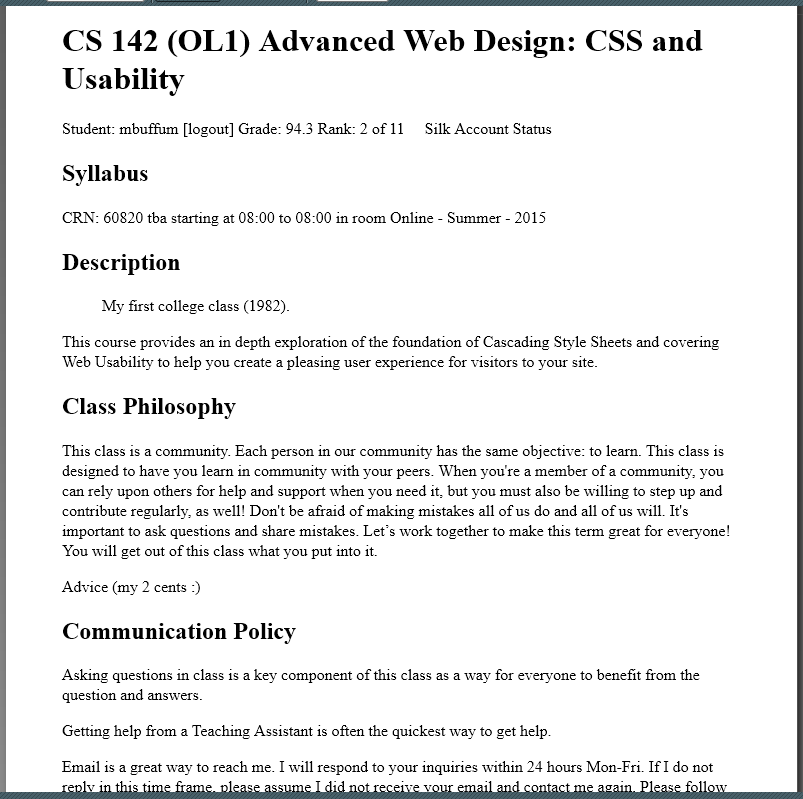 CS 142 (OL1) Advanced Web Design: CSS and
Usability
Student: mbuffum [logout] Grade: 94.3 Rank: 2 of 11 Silk Account Status
Syllabus
CRN: 60820 tba starting at 08:00 to 08:00 in room Online - Summer - 2015
Description
My first college class (1982).
This course provides an in depth exploration of the foundation of Cascading Style Sheets and covering
Web Usability to help you create a pleasing user experience for visitors to your site.
Class Philosophy
This class is a community. Each person in our community has the same objective: to learn. This class is
designed to have you learn in community with your peers. When you're a member of a community, you
can rely upon others for help and support when you need it, but you must also be willing to step up and
contribute regularly, as well! Don't be afraid of making mistakes all of us do and all of us will. It's
important to ask questions and share mistakes. Let’s work together to make this term great for everyone!
You will get out of this class what you put into it.
Advice (my 2 cents :)
Communication Policy
Asking questions in class is a key component of this class as a way for everyone to benefit from the
question and answers.
Getting help from a Teaching Assistant is often the quickest way to get help.
Email is a great way to reach me. I will respond to your inquiries within 24 hours Mon-Fri. If I do not
reply in this time frame, please assume I did not receive your email and contact me again. Please follow